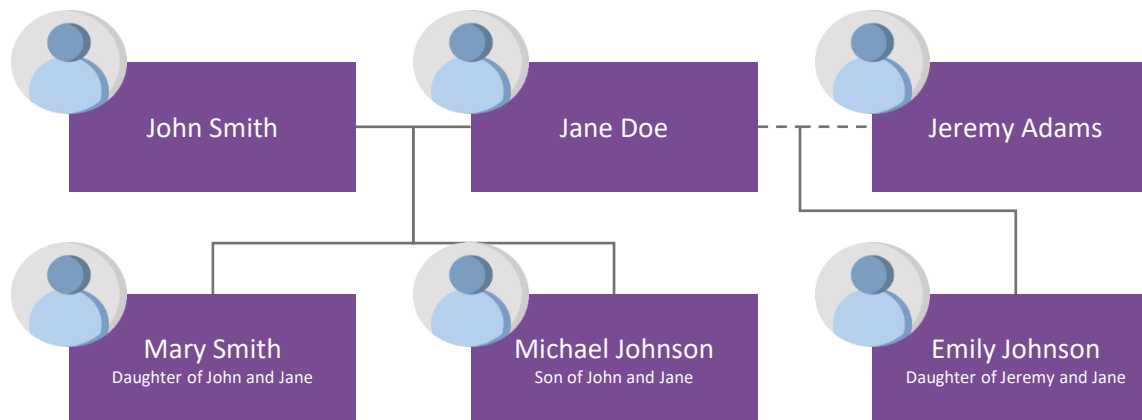 John Smith
Jane Doe
Jeremy Adams
Mary Smith
Daughter of John and Jane
Michael Johnson
Son of John and Jane
Emily Johnson
Daughter of Jeremy and Jane